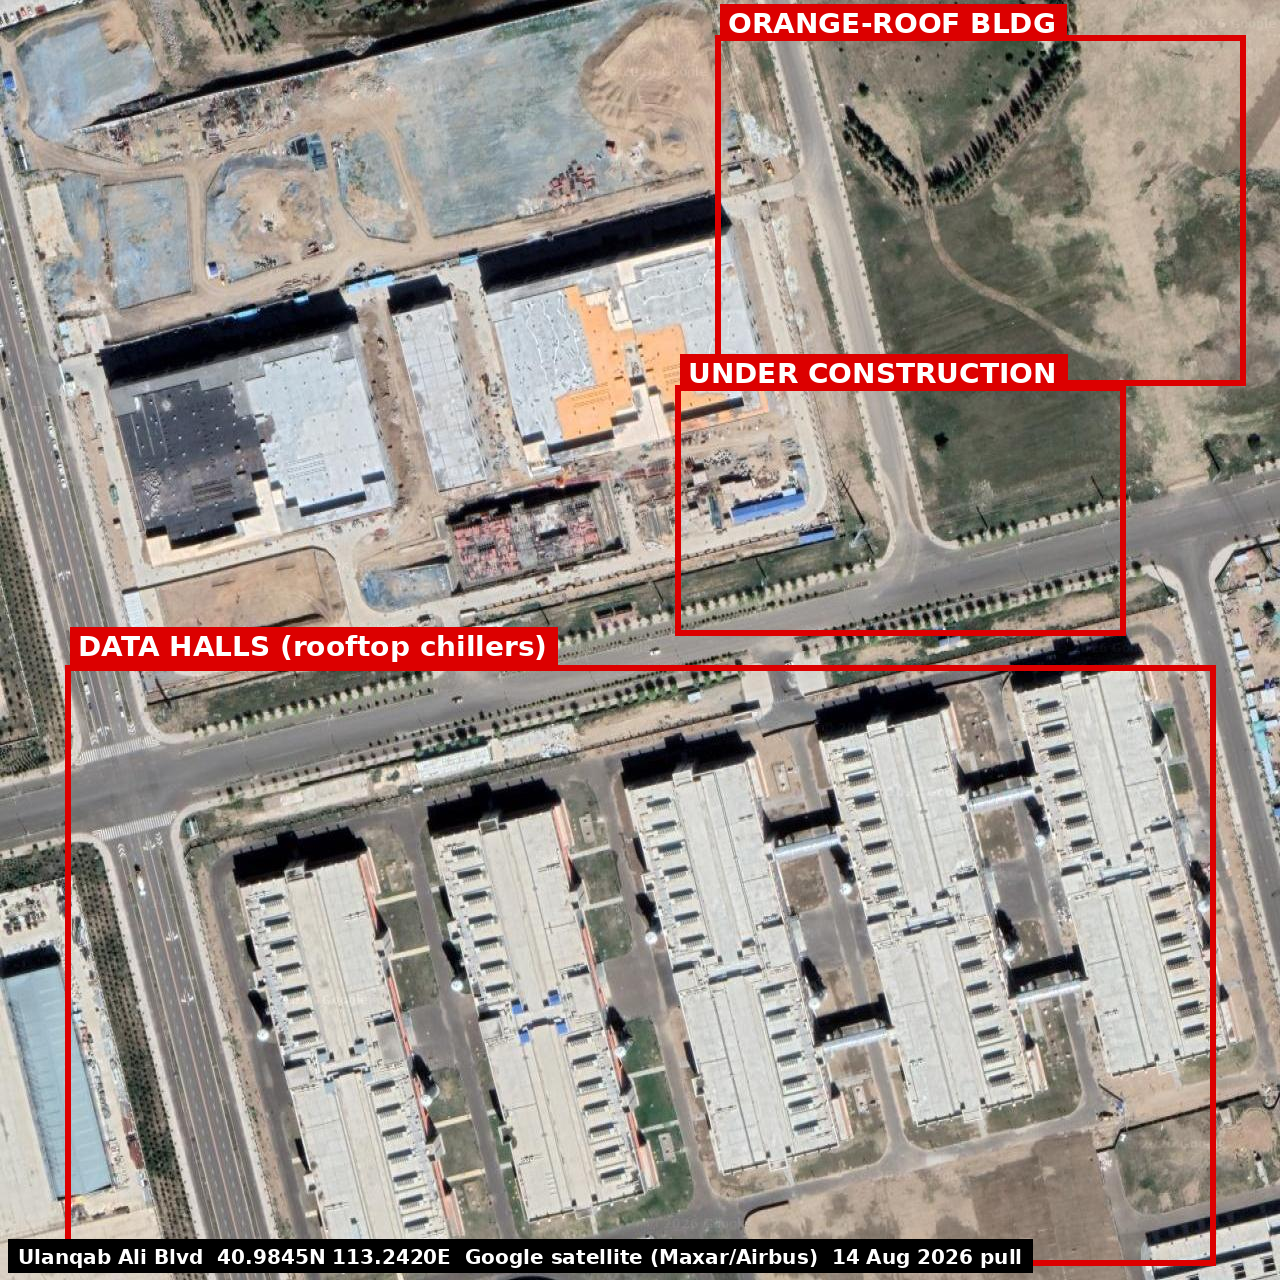 ORANGE-ROOF BLDG
UNDER CONSTRUCTION
DATA HALLS (rooftop chillers)
Ulanqab Ali Blvd  40.9845N 113.2420E  Google satellite (Maxar/Airbus)  14 Aug 2026 pull